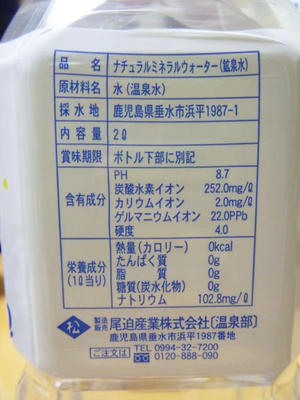 品 名 ナチュラルミネラルウォーター(鉱泉水)
原材料名 水(温泉水)
採水地 鹿児島県垂水市浜平1987-1
内容量 2ℓ
賞味期限 ボトル下部に別記
含有成分
PH 8.7
炭酸水素イオン 252.0mg/ℓ
カリウムイオン 2.0mg/ℓ
ゲルマニウムイオン 22.0PPb
硬度 4.0
栄養成分
(1ℓ当り)
熱量(カロリー) 0kcal
たんぱく質 0g
脂質 0g
糖質(炭水化物) 0g
ナトリウム 102.8mg/ℓ
松
製造
販売
尾迫産業株式会社〔温泉部〕
鹿児島県垂水市浜平1987番地
ご注文は
TEL 0994-32-7200
0120-888-090